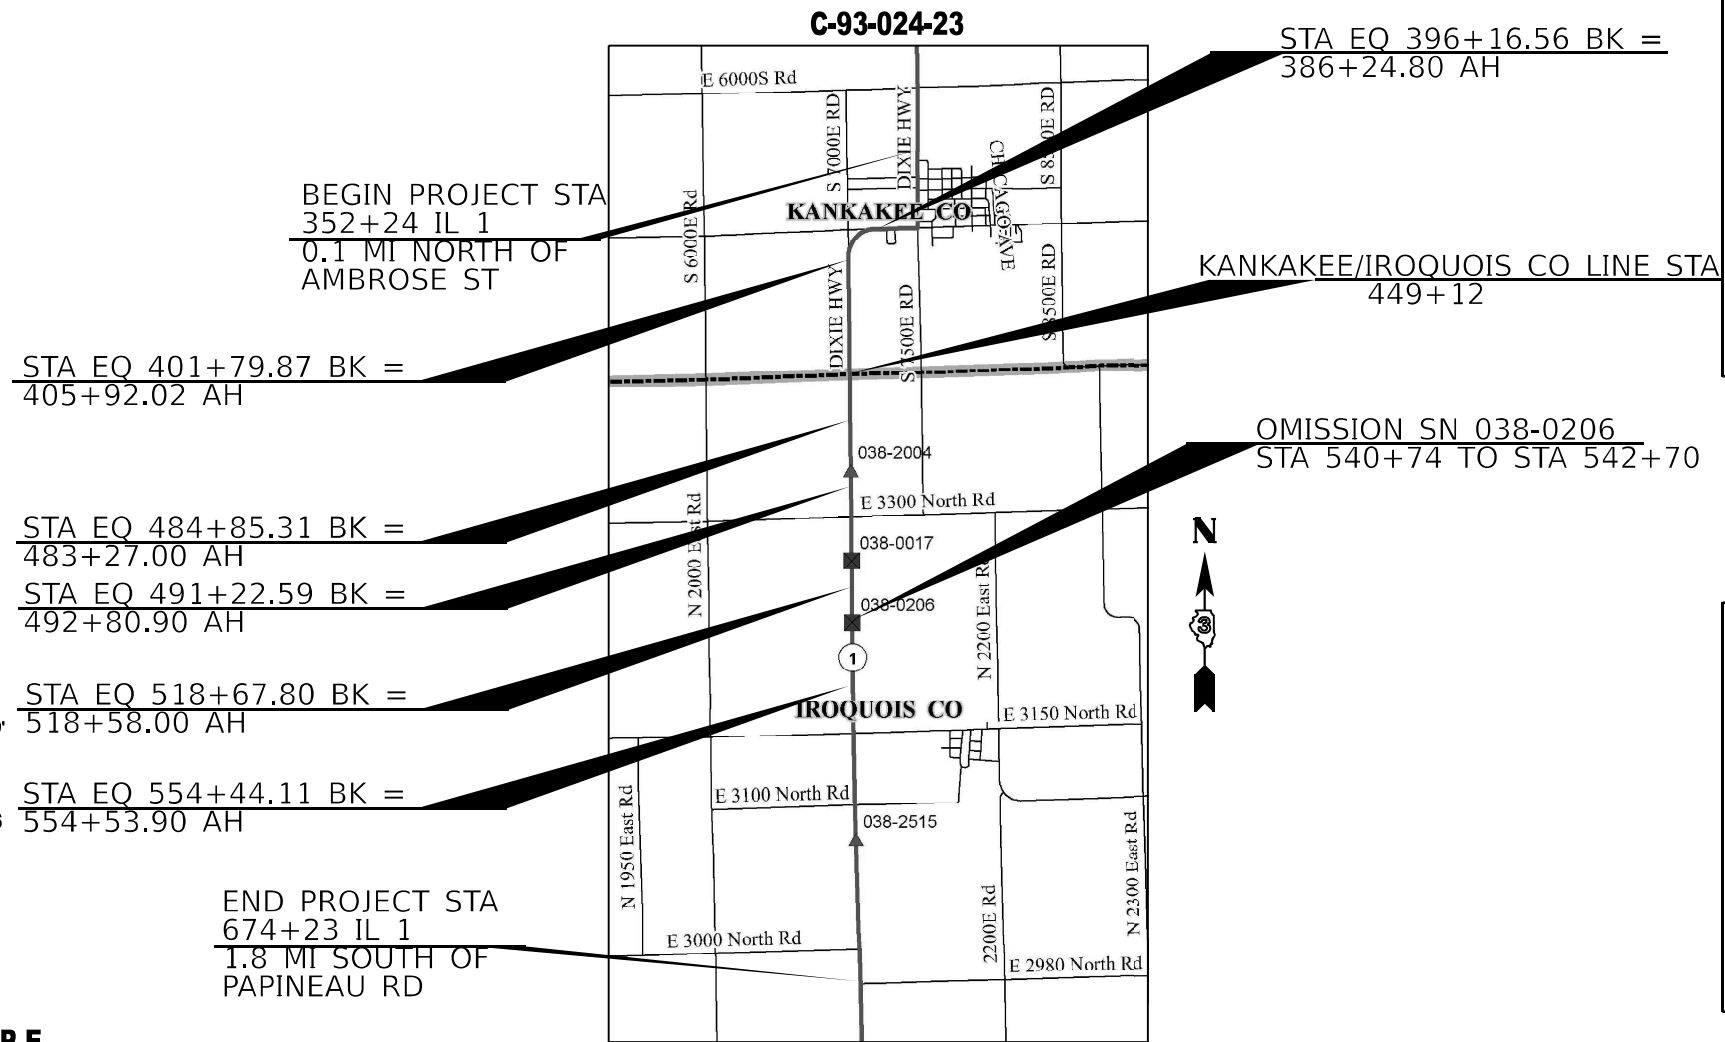 C-93-024-23
STA EQ 396+16.56 BK =
386+24.80 AH
E 6000S Rd
S 7000E RD
DIXIE HWY
CHICAGO AVE
BEGIN PROJECT STA
352+24 IL 1
0.1 MI NORTH OF
AMBROSE ST
KANKAKEE CO
S 6000E Rd
DIXIE HWY
S 7500E RD
S 8500E RD
S 8500E RD
KANKAKEE/IROQUOIS CO LINE STA
449+12
STA EQ 401+79.87 BK =
405+92.02 AH
OMISSION SN 038-0206
STA 540+74 TO STA 542+70
038-2004
E 3300 North Rd
N 2000 East Rd
STA EQ 484+85.31 BK =
483+27.00 AH
038-0017
N
3
STA EQ 491+22.59 BK =
492+80.90 AH
038-0206
N 2200 East Rd
1
STA EQ 518+67.80 BK =
518+58.00 AH
IROQUOIS CO
E 3150 North Rd
STA EQ 554+44.11 BK =
554+53.90 AH
E 3100 North Rd
038-2515
N 1950 East Rd
N 2300 East Rd
END PROJECT STA
674+23 IL 1
1.8 MI SOUTH OF
PAPINEAU RD
E 3000 North Rd
2200E Rd
E 2980 North Rd